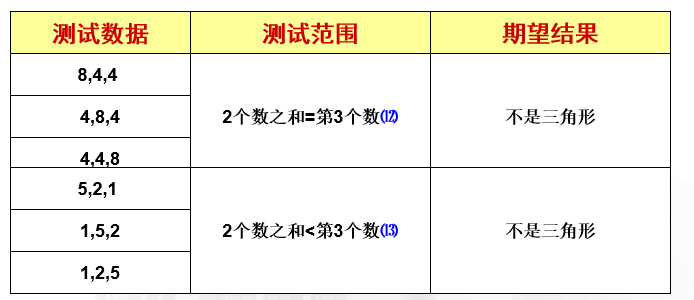 测试数据 测试范围 期望结果
8,4,4
4,8,4 2个数之和=第3个数⑿ 不是三角形
4,4,8
5,2,1
1,5,2 2个数之和<第3个数⒀ 不是三角形
1,2,5